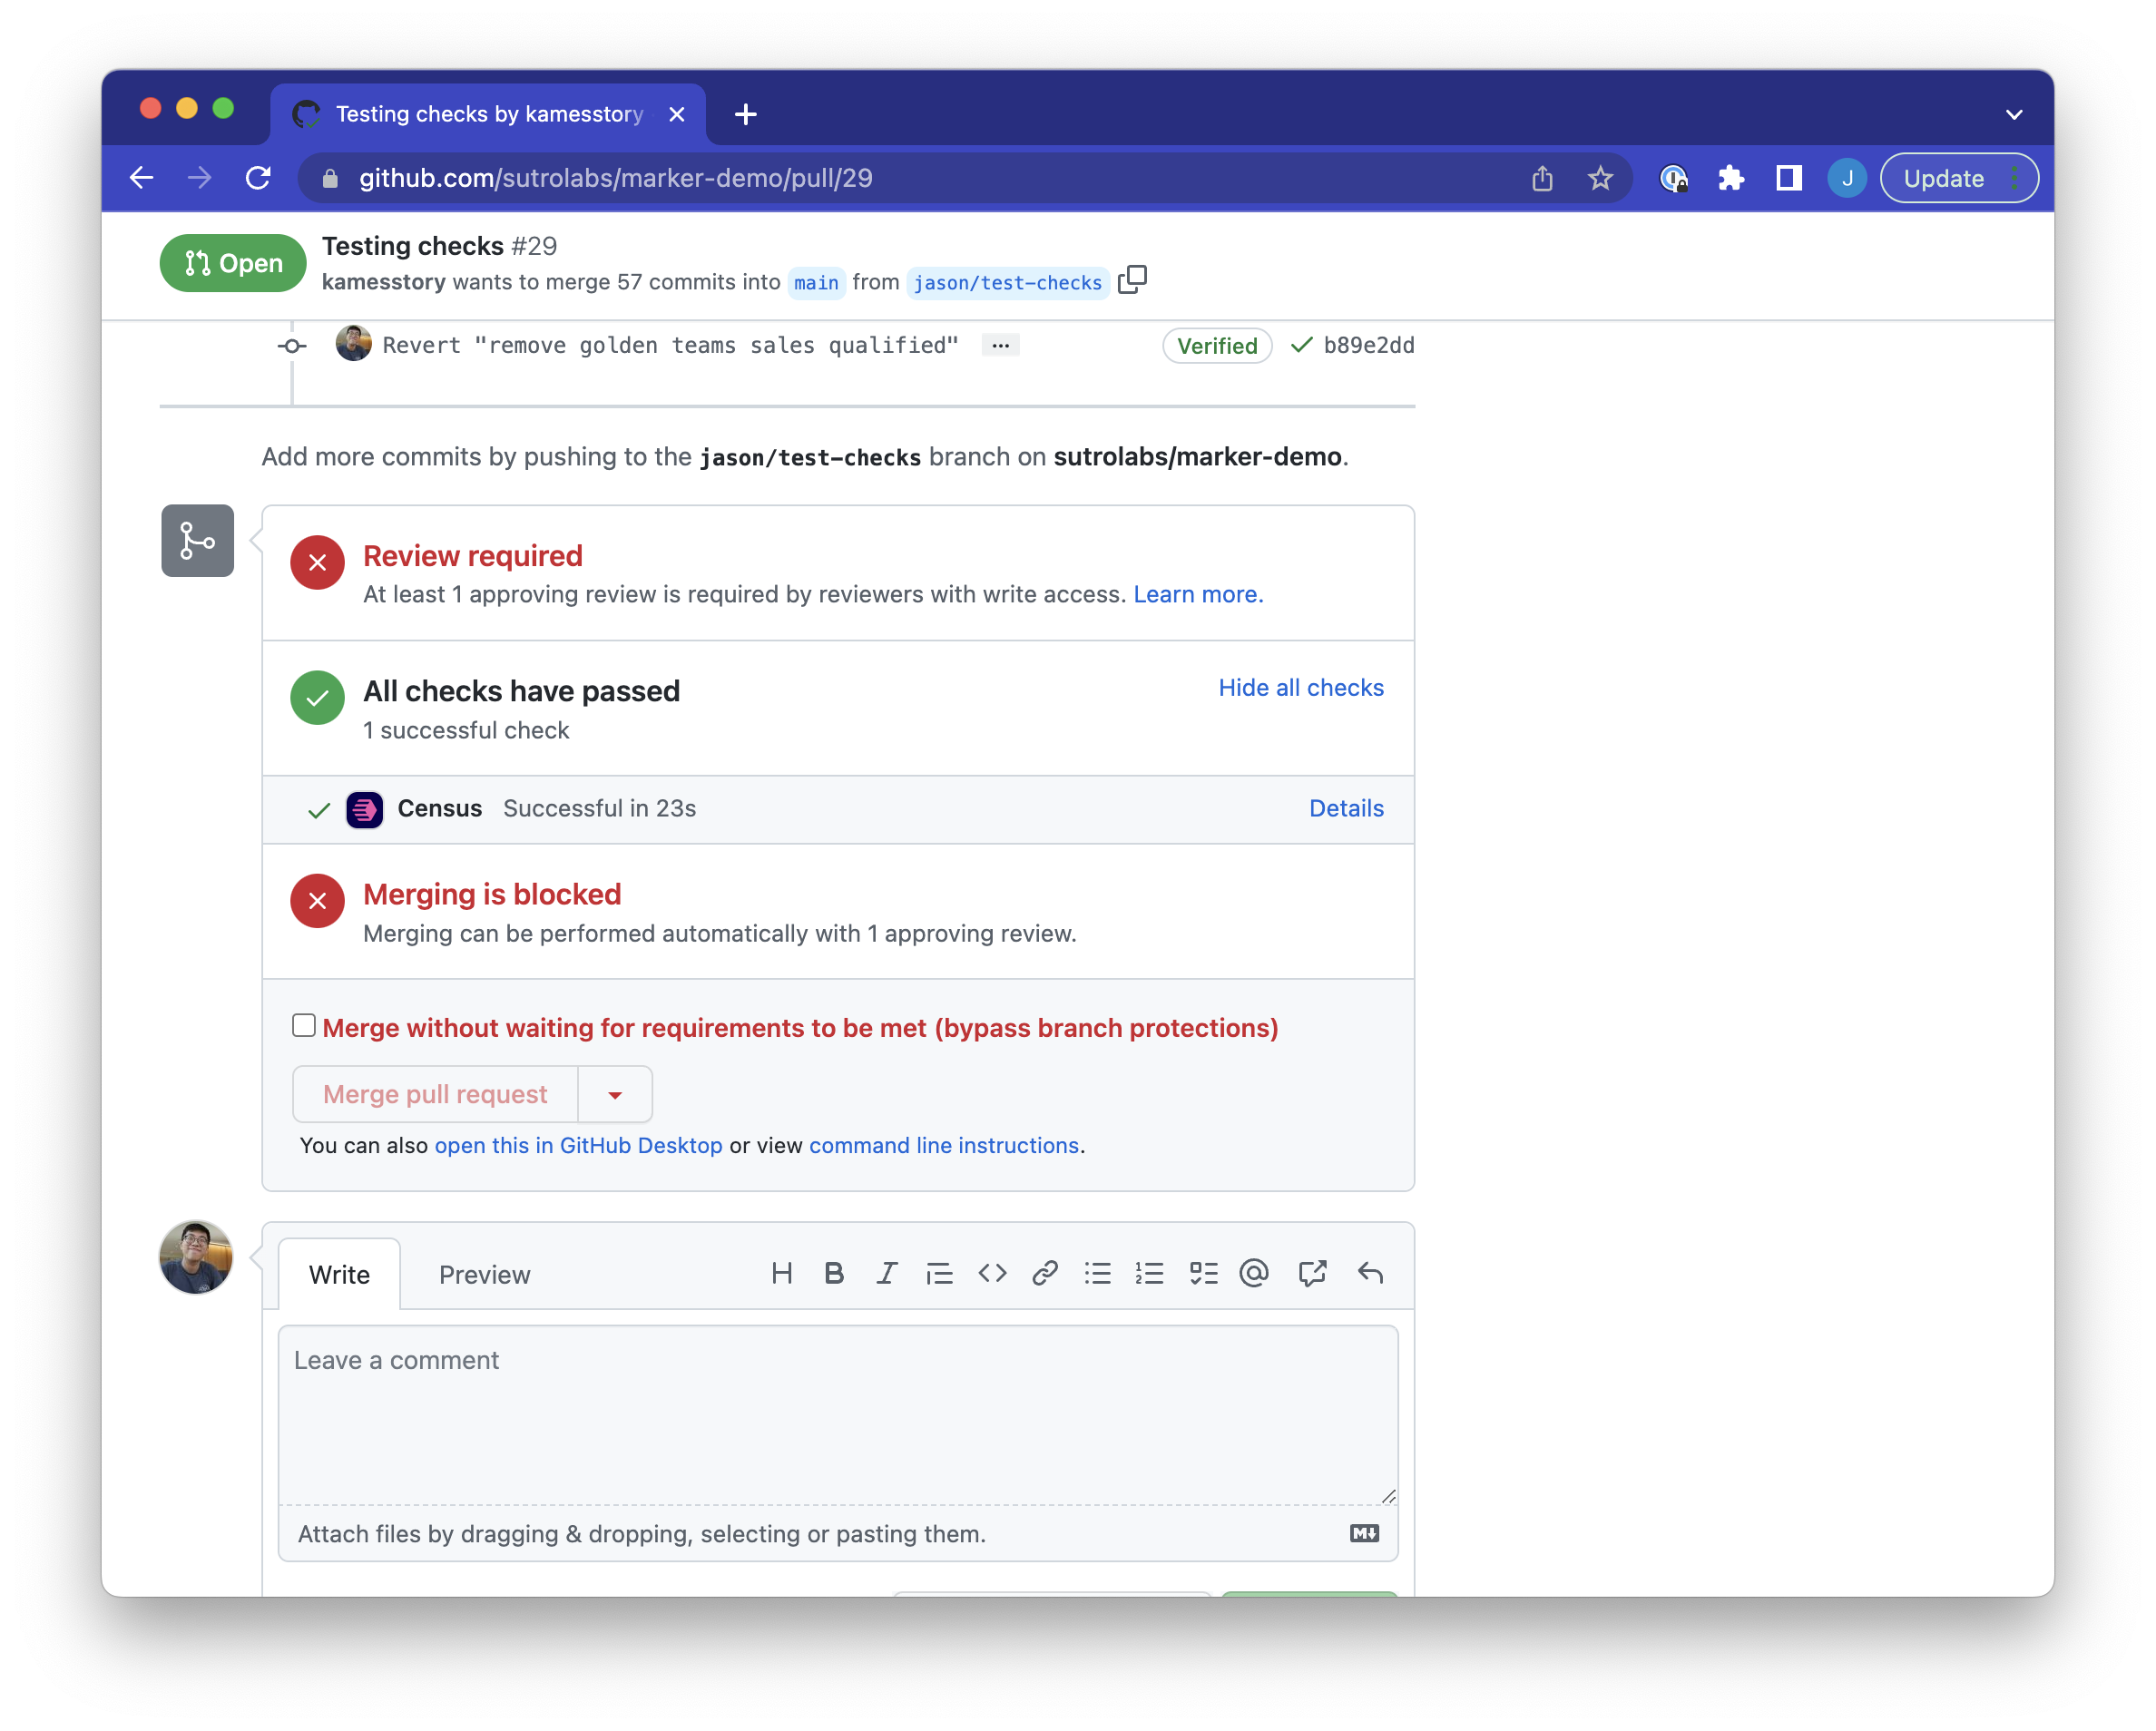 Testing checks by kamesstory
github.com/sutrolabs/marker-demo/pull/29
J
Update
Open
Testing checks #29
kamesstory wants to merge 57 commits into main from jason/test-checks
Revert "remove golden teams sales qualified" ...
Verified
b89e2dd
Add more commits by pushing to the jason/test-checks branch on sutrolabs/marker-demo.
Review required
At least 1 approving review is required by reviewers with write access. Learn more.
All checks have passed
Hide all checks
1 successful check
Census Successful in 23s
Details
Merging is blocked
Merging can be performed automatically with 1 approving review.
Merge without waiting for requirements to be met (bypass branch protections)
Merge pull request
You can also open this in GitHub Desktop or view command line instructions.
Write
Preview
Leave a comment
Attach files by dragging & dropping, selecting or pasting them.